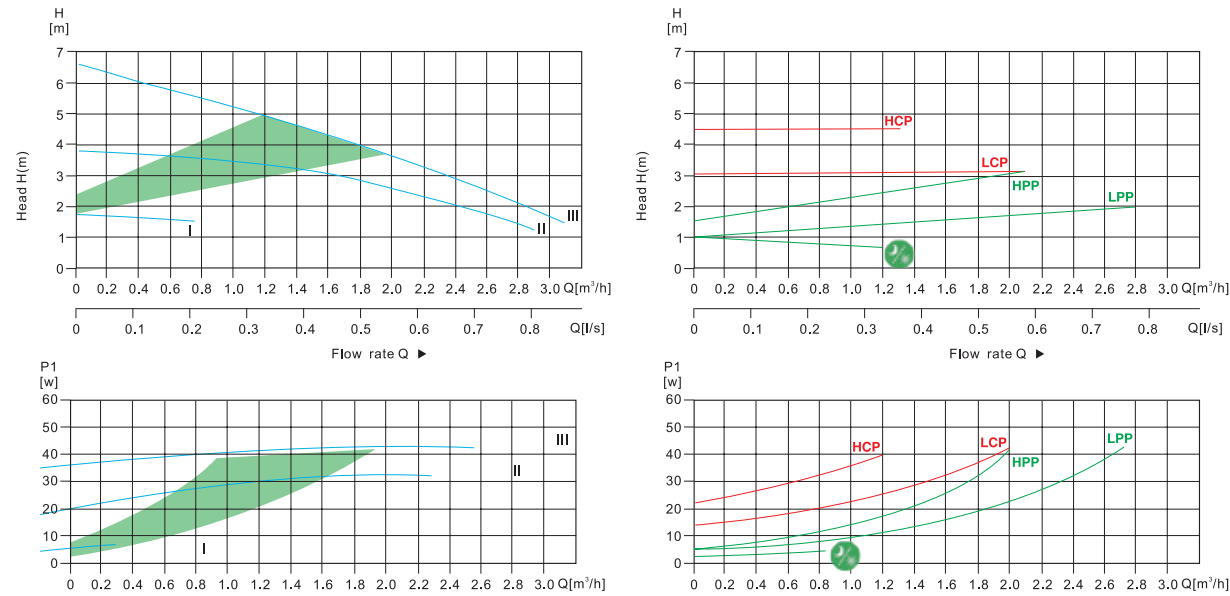 H
[m]
7
6
5
4
3
2
1
0
Head H(m)
I
II
III
0 0.2 0.4 0.6 0.8 1.0 1.2 1.4 1.6 1.8 2.0 2.2 2.4 2.6 2.8 3.0 Q[m³/h]
0 0.1 0.2 0.3 0.4 0.5 0.6 0.7 0.8 Q[l/s]
Flow rate Q ►
H
[m]
7
6
5
4
3
2
1
0
Head H(m)
HCP
LCP
HPP
LPP
0 0.2 0.4 0.6 0.8 1.0 1.2 1.4 1.6 1.8 2.0 2.2 2.4 2.6 2.8 3.0 Q[m³/h]
0 0.1 0.2 0.3 0.4 0.5 0.6 0.7 0.8 Q[l/s]
Flow rate Q ►
P1
[w]
60
50
40
30
20
10
0
III
II
I
0 0.2 0.4 0.6 0.8 1.0 1.2 1.4 1.6 1.8 2.0 2.2 2.4 2.6 2.8 3.0 Q[m³/h]
P1
[w]
60
50
40
30
20
10
0
HCP
LCP
HPP
LPP
0 0.2 0.4 0.6 0.8 1.0 1.2 1.4 1.6 1.8 2.0 2.2 2.4 2.6 2.8 3.0 Q[m³/h]